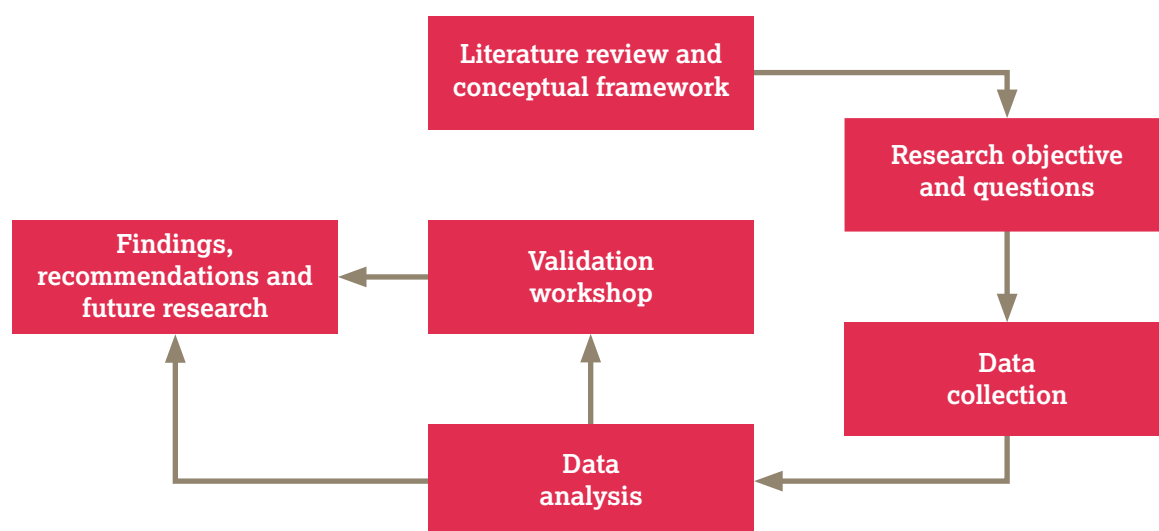 Literature review and
conceptual framework
Research objective
and questions
Findings,
recommendations and
future research
Validation
workshop
Data
collection
Data
analysis